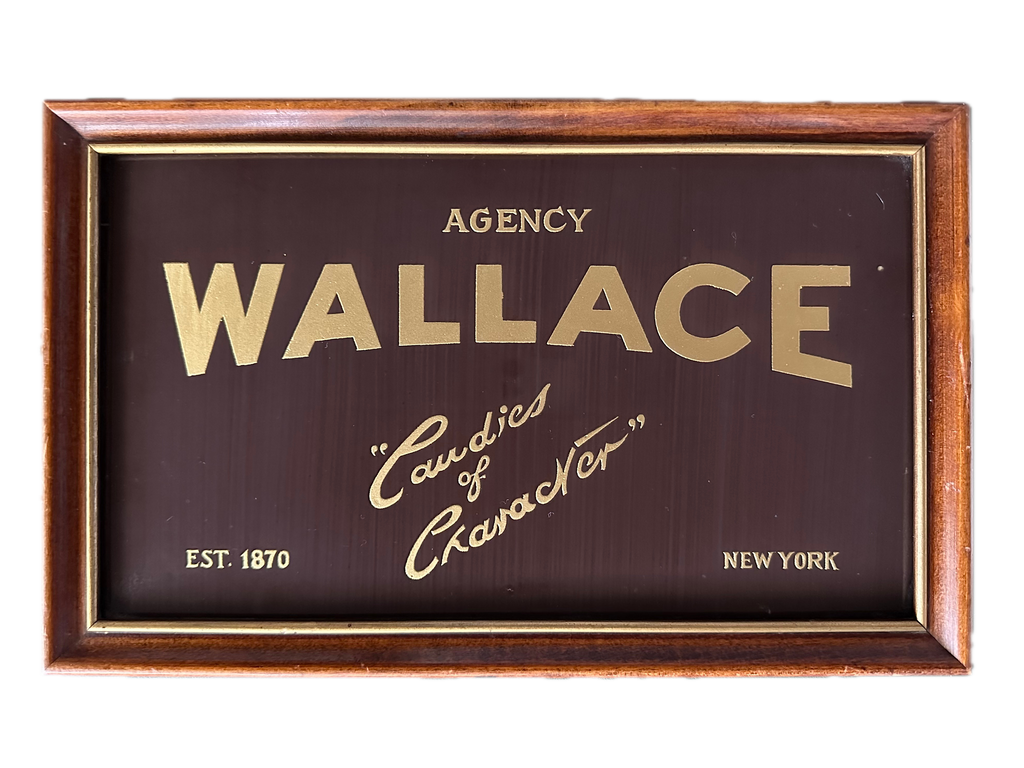 AGENCY
WALLACE
"Candies
of
Character"
EST. 1870
NEW YORK